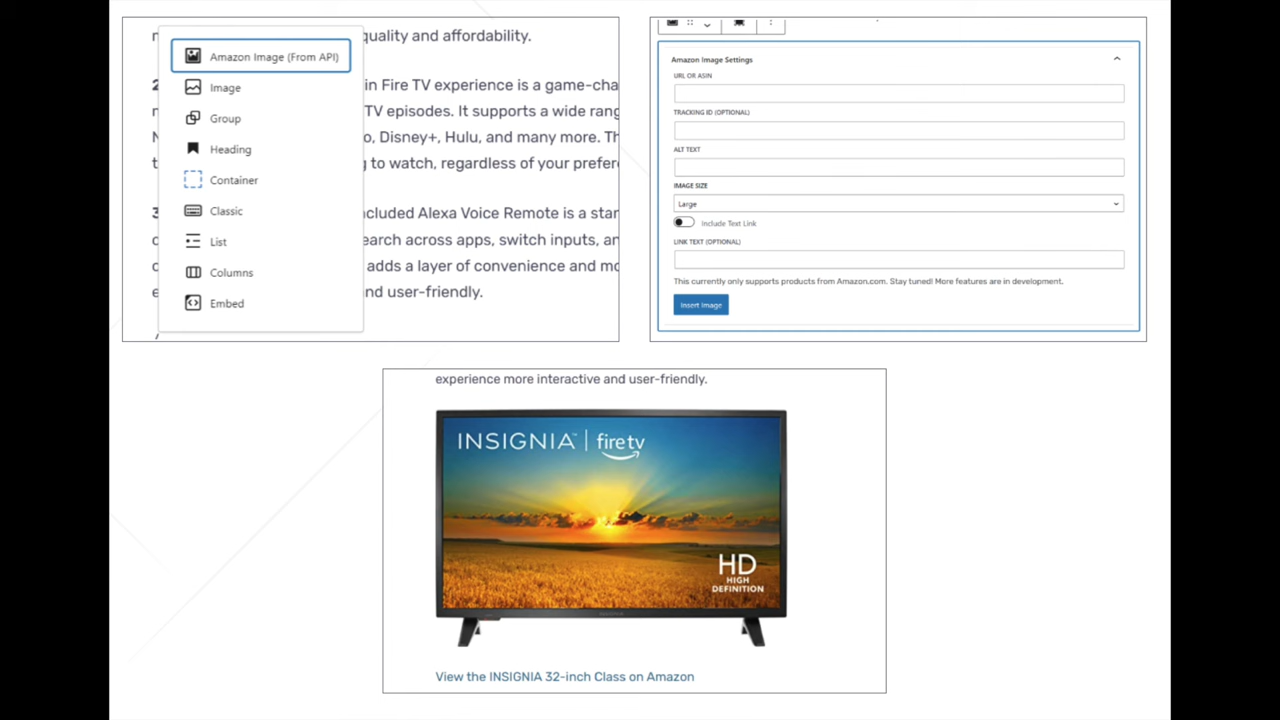 quality and affordability.
Amazon Image (From API)
Image
Group
Heading
Container
Classic
List
Columns
Embed
2
in Fire TV experience is a game-cha
TV episodes. It supports a wide rang
o, Disney+, Hulu, and many more. Th
g to watch, regardless of your prefer
3
ncluded Alexa Voice Remote is a star
earch across apps, switch inputs, an
adds a layer of convenience and mo
nd user-friendly.
Amazon Image Settings
URL OR ASIN
TRACKING ID (OPTIONAL)
ALT TEXT
IMAGE SIZE
Large
Include Text Link
LINK TEXT (OPTIONAL)
This currently only supports products from Amazon.com. Stay tuned! More features are in development.
Insert Image
experience more interactive and user-friendly.
INSIGNIA™ | fire tv
HD
HIGH
DEFINITION
View the INSIGNIA 32-inch Class on Amazon